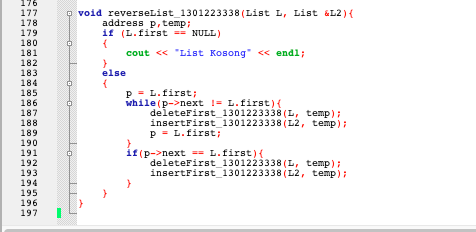 176
177 void reverseList_1301223338(List L, List &L2){
178 address p,temp;
179 if (L.first == NULL)
180 {
181 cout << "List Kosong" << endl;
182 }
183 else
184 {
185 p = L.first;
186 while(p->next != L.first){
187 deleteFirst_1301223338(L, temp);
188 insertFirst_1301223338(L2, temp);
189 p = L.first;
190 }
191 if(p->next == L.first){
192 deleteFirst_1301223338(L, temp);
193 insertFirst_1301223338(L2, temp);
194 }
195 }
196 }
197